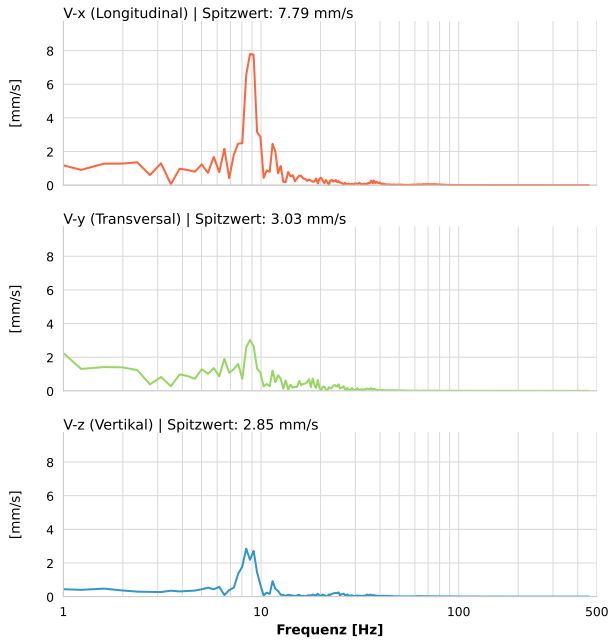 V-x (Longitudinal) | Spitzwert: 7.79 mm/s
8
6
4
2
0
[mm/s]
V-y (Transversal) | Spitzwert: 3.03 mm/s
8
6
4
2
0
[mm/s]
V-z (Vertikal) | Spitzwert: 2.85 mm/s
8
6
4
2
0
[mm/s]
1 10 100 500
Frequenz [Hz]